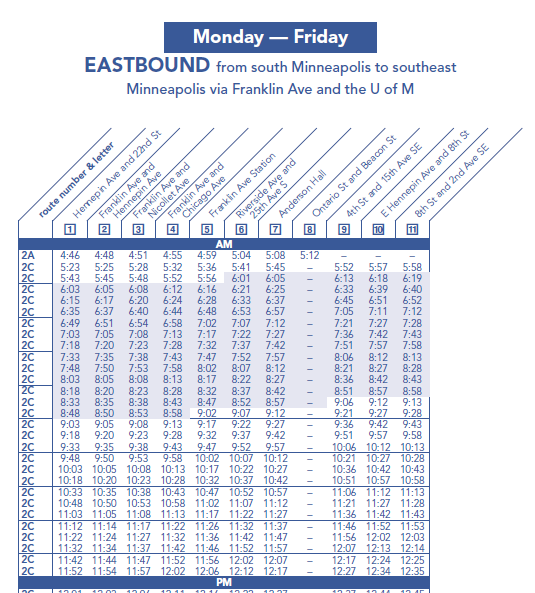 Monday — Friday
EASTBOUND from south Minneapolis to southeast
Minneapolis via Franklin Ave and the U of M
route number & letter
Hennepin Ave and 22nd St
Franklin Ave and
Hennepin Ave
Franklin Ave and
Nicollet Ave
Franklin Ave and
Chicago Ave
Franklin Ave Station
Riverside Ave and
25th Ave S
Anderson Hall
Ontario St and Beacon St
4th St and 15th Ave SE
E Hennepin Ave and 8th St
8th St and 2nd Ave SE
1 2 3 4 5 6 7 8 9 10 11
AM
2A 4:46 4:48 4:51 4:55 4:59 5:04 5:08 5:12 – – –
2C 5:23 5:25 5:28 5:32 5:36 5:41 5:45 – 5:52 5:57 5:58
2C 5:43 5:45 5:48 5:52 5:56 6:01 6:05 – 6:13 6:18 6:19
2C 6:03 6:05 6:08 6:12 6:16 6:21 6:25 – 6:33 6:39 6:40
2C 6:15 6:17 6:20 6:24 6:28 6:33 6:37 – 6:45 6:51 6:52
2C 6:35 6:37 6:40 6:44 6:48 6:53 6:57 – 7:05 7:11 7:12
2C 6:49 6:51 6:54 6:58 7:02 7:07 7:12 – 7:21 7:27 7:28
2C 7:03 7:05 7:08 7:13 7:17 7:22 7:27 – 7:36 7:42 7:43
2C 7:18 7:20 7:23 7:28 7:32 7:37 7:42 – 7:51 7:57 7:58
2C 7:33 7:35 7:38 7:43 7:47 7:52 7:57 – 8:06 8:12 8:13
2C 7:48 7:50 7:53 7:58 8:02 8:07 8:12 – 8:21 8:27 8:28
2C 8:03 8:05 8:08 8:13 8:17 8:22 8:27 – 8:36 8:42 8:43
2C 8:18 8:20 8:23 8:28 8:32 8:37 8:42 – 8:51 8:57 8:58
2C 8:33 8:35 8:38 8:43 8:47 8:52 8:57 – 9:06 9:12 9:13
2C 8:48 8:50 8:53 8:58 9:02 9:07 9:12 – 9:21 9:27 9:28
2C 9:03 9:05 9:08 9:13 9:17 9:22 9:27 – 9:36 9:42 9:43
2C 9:18 9:20 9:23 9:28 9:32 9:37 9:42 – 9:51 9:57 9:58
2C 9:33 9:35 9:38 9:43 9:47 9:52 9:57 – 10:06 10:12 10:13
2C 9:48 9:50 9:53 9:58 10:02 10:07 10:12 – 10:21 10:27 10:28
2C 10:03 10:05 10:08 10:13 10:17 10:22 10:27 – 10:36 10:42 10:43
2C 10:18 10:20 10:23 10:28 10:32 10:37 10:42 – 10:51 10:57 10:58
2C 10:33 10:35 10:38 10:43 10:47 10:52 10:57 – 11:06 11:12 11:13
2C 10:48 10:50 10:53 10:58 11:02 11:07 11:12 – 11:21 11:27 11:28
2C 11:03 11:05 11:08 11:13 11:17 11:22 11:27 – 11:36 11:42 11:43
2C 11:12 11:14 11:17 11:22 11:26 11:32 11:37 – 11:46 11:52 11:53
2C 11:22 11:24 11:27 11:32 11:36 11:42 11:47 – 11:56 12:02 12:03
2C 11:32 11:34 11:37 11:42 11:46 11:52 11:57 – 12:07 12:13 12:14
2C 11:42 11:44 11:47 11:52 11:56 12:02 12:07 – 12:17 12:24 12:25
2C 11:52 11:54 11:57 12:02 12:06 12:12 12:17 – 12:27 12:34 12:35
PM